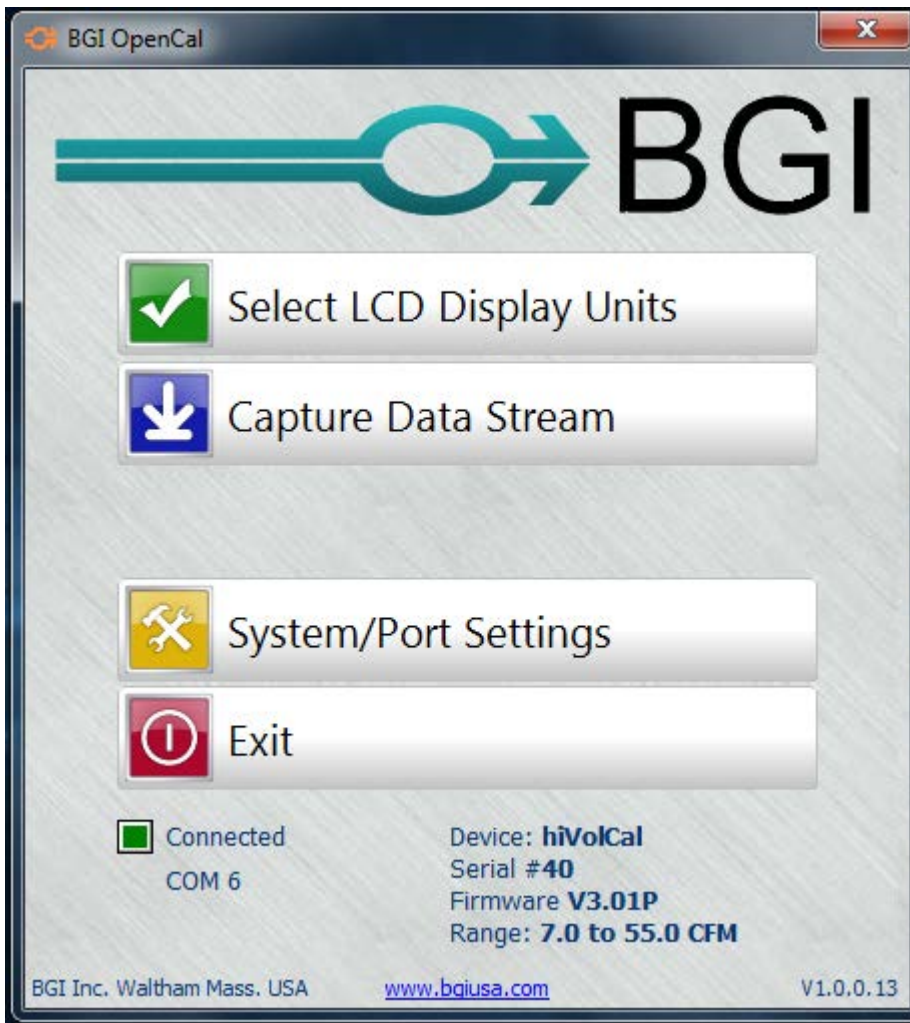 BGI OpenCal
BGI
Select LCD Display Units
Capture Data Stream
System/Port Settings
Exit
Connected
COM 6
Device: hiVolCal
Serial #40
Firmware V3.01P
Range: 7.0 to 55.0 CFM
BGI Inc. Waltham Mass. USA www.bgiusa.com V1.0.0.13